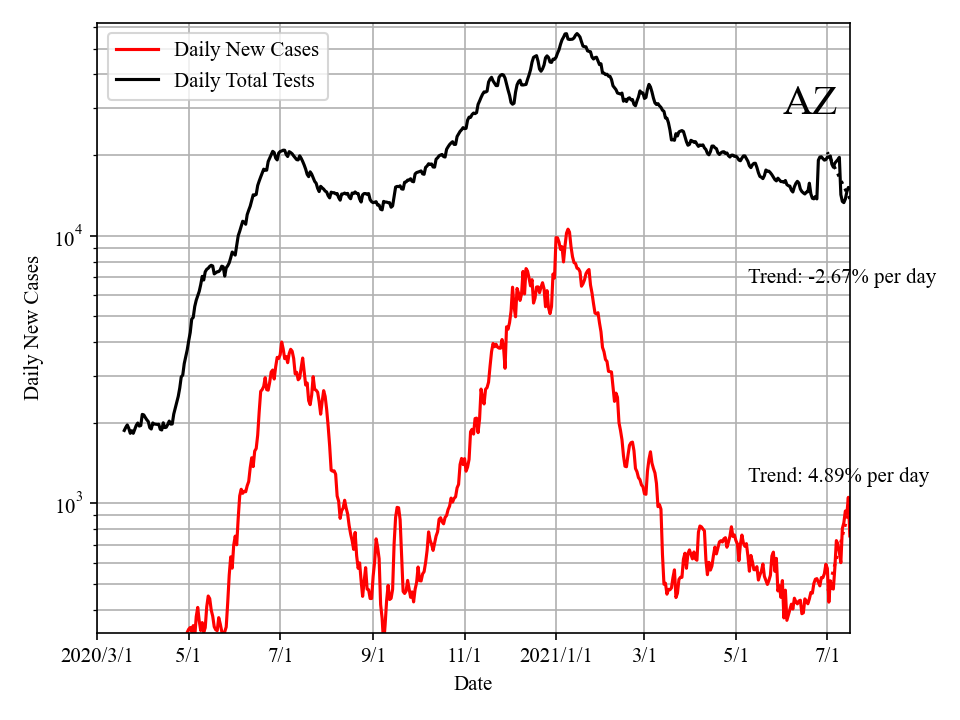 Daily New Cases
Daily Total Tests
AZ
10^4
Trend: -2.67% per day
Daily New Cases
Trend: 4.89% per day
10^3
2020/3/1 5/1 7/1 9/1 11/1 2021/1/1 3/1 5/1 7/1
Date